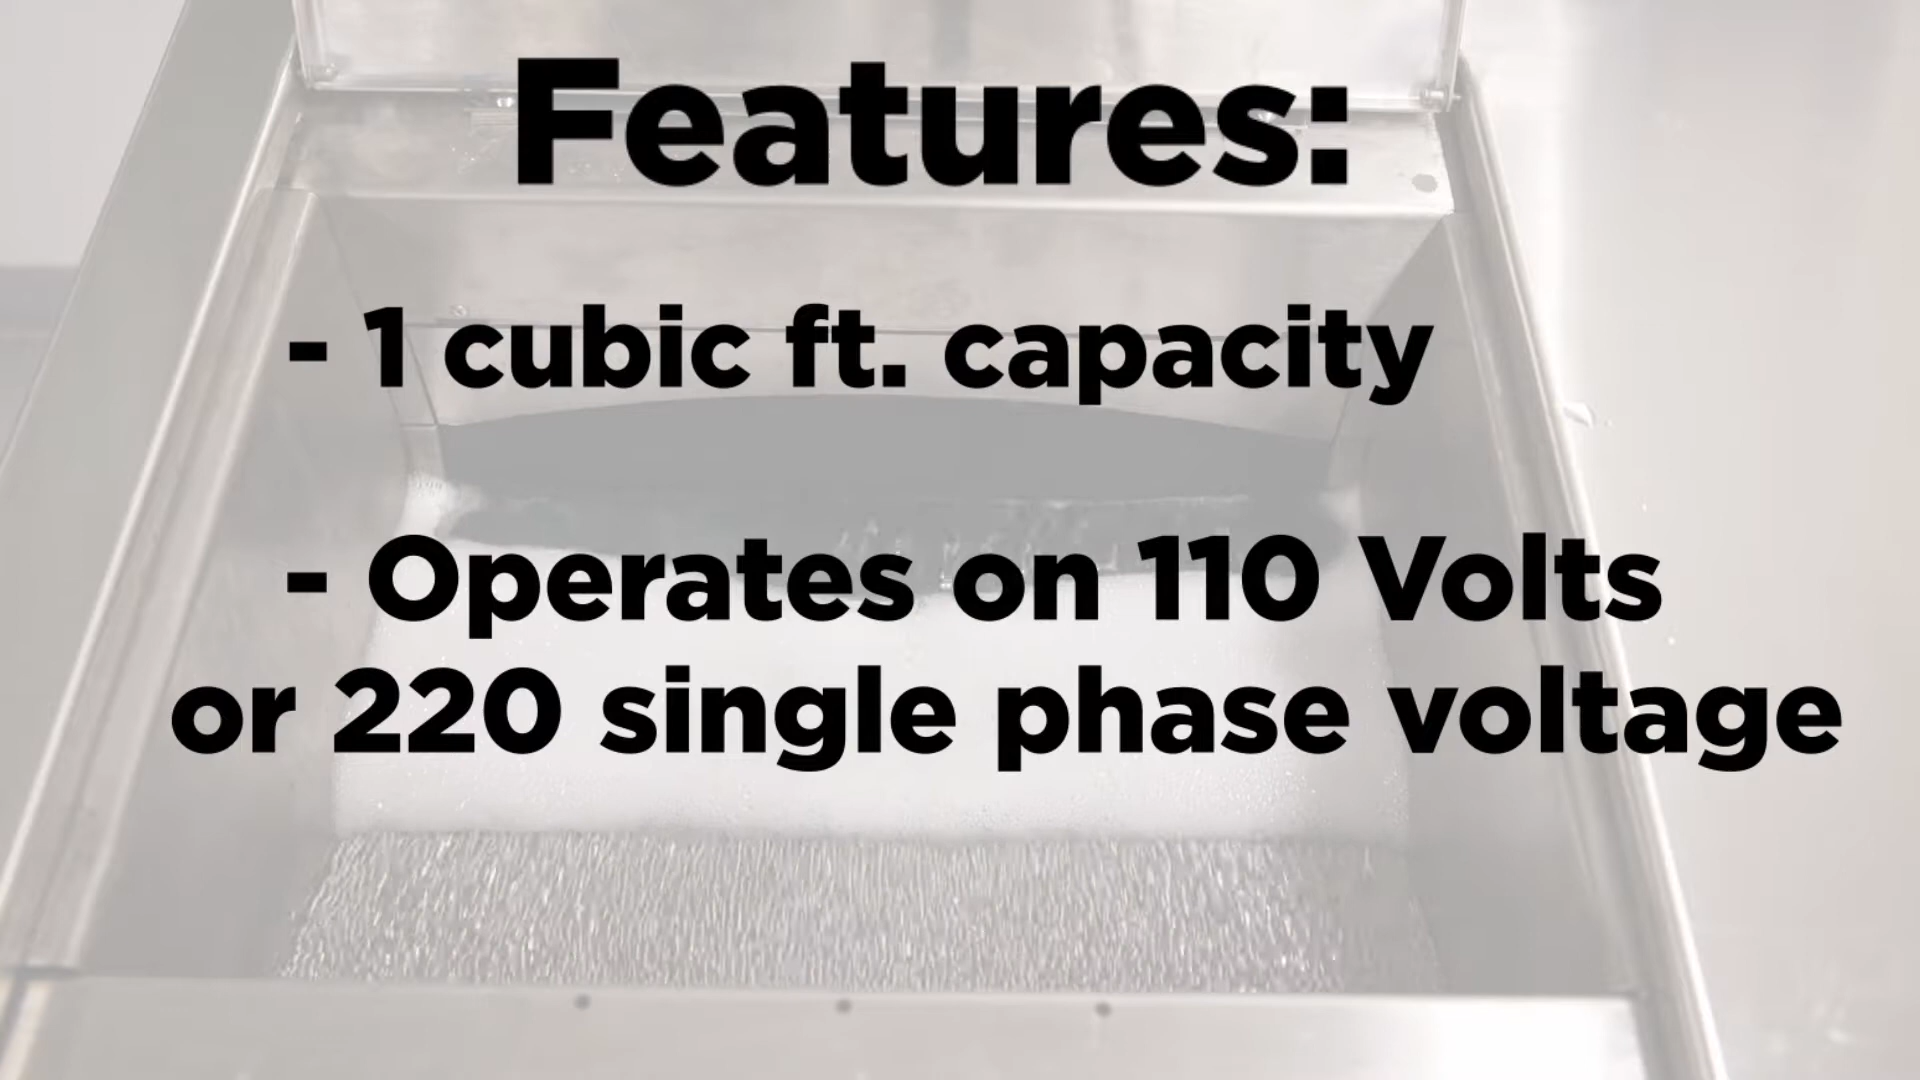 Features:
- 1 cubic ft. capacity
- Operates on 110 Volts
or 220 single phase voltage